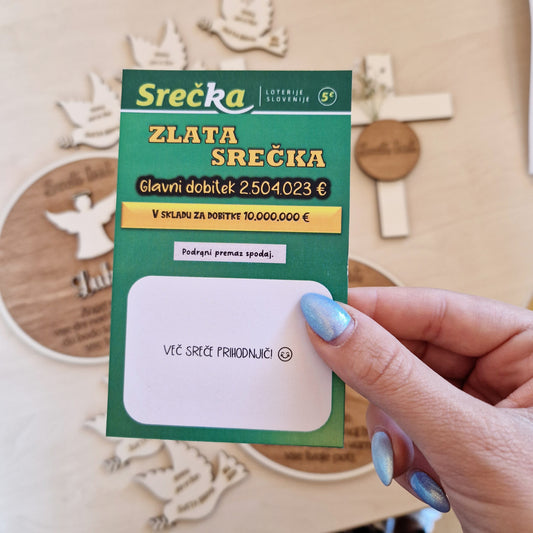 Srečka
LOTERIJE
SLOVENIJE
5€
ZLATA
SREČKA
Glavni dobitek 2.504.023 €
V SKLADU ZA DOBITKE 10.000.000 €
Podrgni premaz spodaj.
VEČ SREČE PRIHODNJIČ!